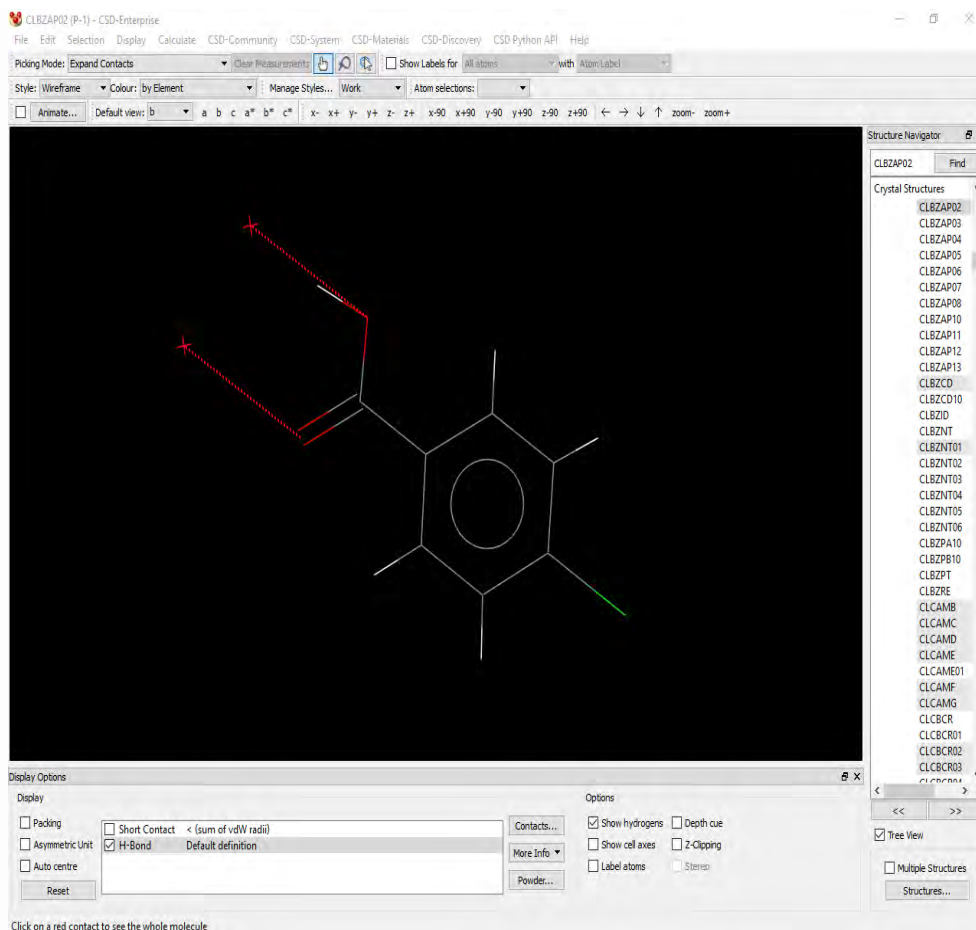 CLBZAP02 (P-1) - CSD-Enterprise
File Edit Selection Display Calculate CSD-Community CSD-System CSD-Materials CSD-Discovery CSD Python API Help
Picking Mode: Expand Contacts Clear Measurements Show Labels for All atoms with Atom Label
Style: Wireframe Colour: by Element Manage Styles... Work Atom selections:
Animate... Default view: b a b c a* b* c* x- x+ y- y+ z- z+ x-90 x+90 y-90 y+90 z-90 z+90 ← → ↓ ↑ zoom- zoom+
Structure Navigator
CLBZAP02 Find
Crystal Structures
CLBZAP02
CLBZAP03
CLBZAP04
CLBZAP05
CLBZAP06
CLBZAP07
CLBZAP08
CLBZAP10
CLBZAP11
CLBZAP12
CLBZAP13
CLBZCD
CLBZCD10
CLBZID
CLBZNT
CLBZNT01
CLBZNT02
CLBZNT03
CLBZNT04
CLBZNT05
CLBZNT06
CLBZPA10
CLBZPB10
CLBZPT
CLBZRE
CLCAMB
CLCAMC
CLCAMD
CLCAME
CLCAME01
CLCAMF
CLCAMG
CLCBCR
CLCBCR01
CLCBCR02
CLCBCR03
<< >>
Tree View
Multiple Structures
Structures...
Display Options
Display
Options
Packing
Asymmetric Unit
Auto centre
Reset
Short Contact < (sum of vdW radii)
H-Bond Default definition
Contacts...
More Info
Powder...
Show hydrogens Depth cue
Show cell axes Z-Clipping
Label atoms Stereo
Click on a red contact to see the whole molecule